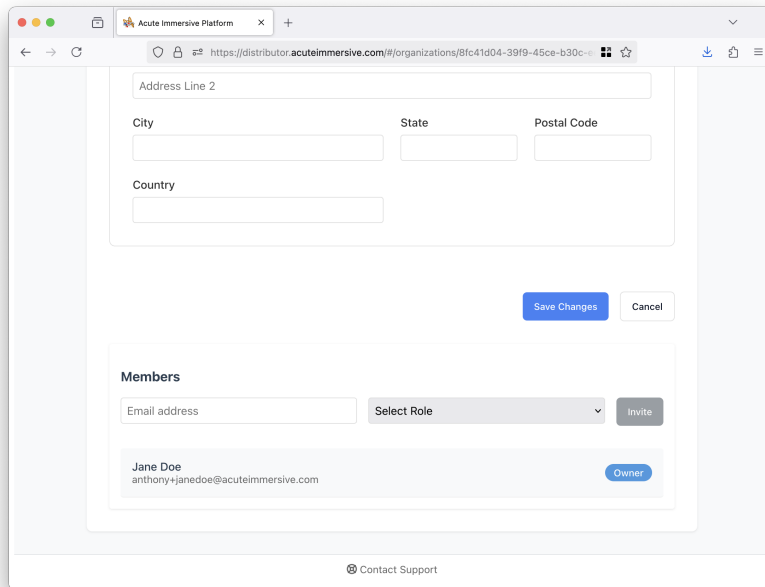 Acute Immersive Platform
https://distributor.acuteimmersive.com/#/organizations/8fc41d04-39f9-45ce-b30c-
Address Line 2
City State Postal Code
Country
Save Changes Cancel
Members
Email address Select Role Invite
Jane Doe Owner
anthony+janedoe@acuteimmersive.com
Contact Support